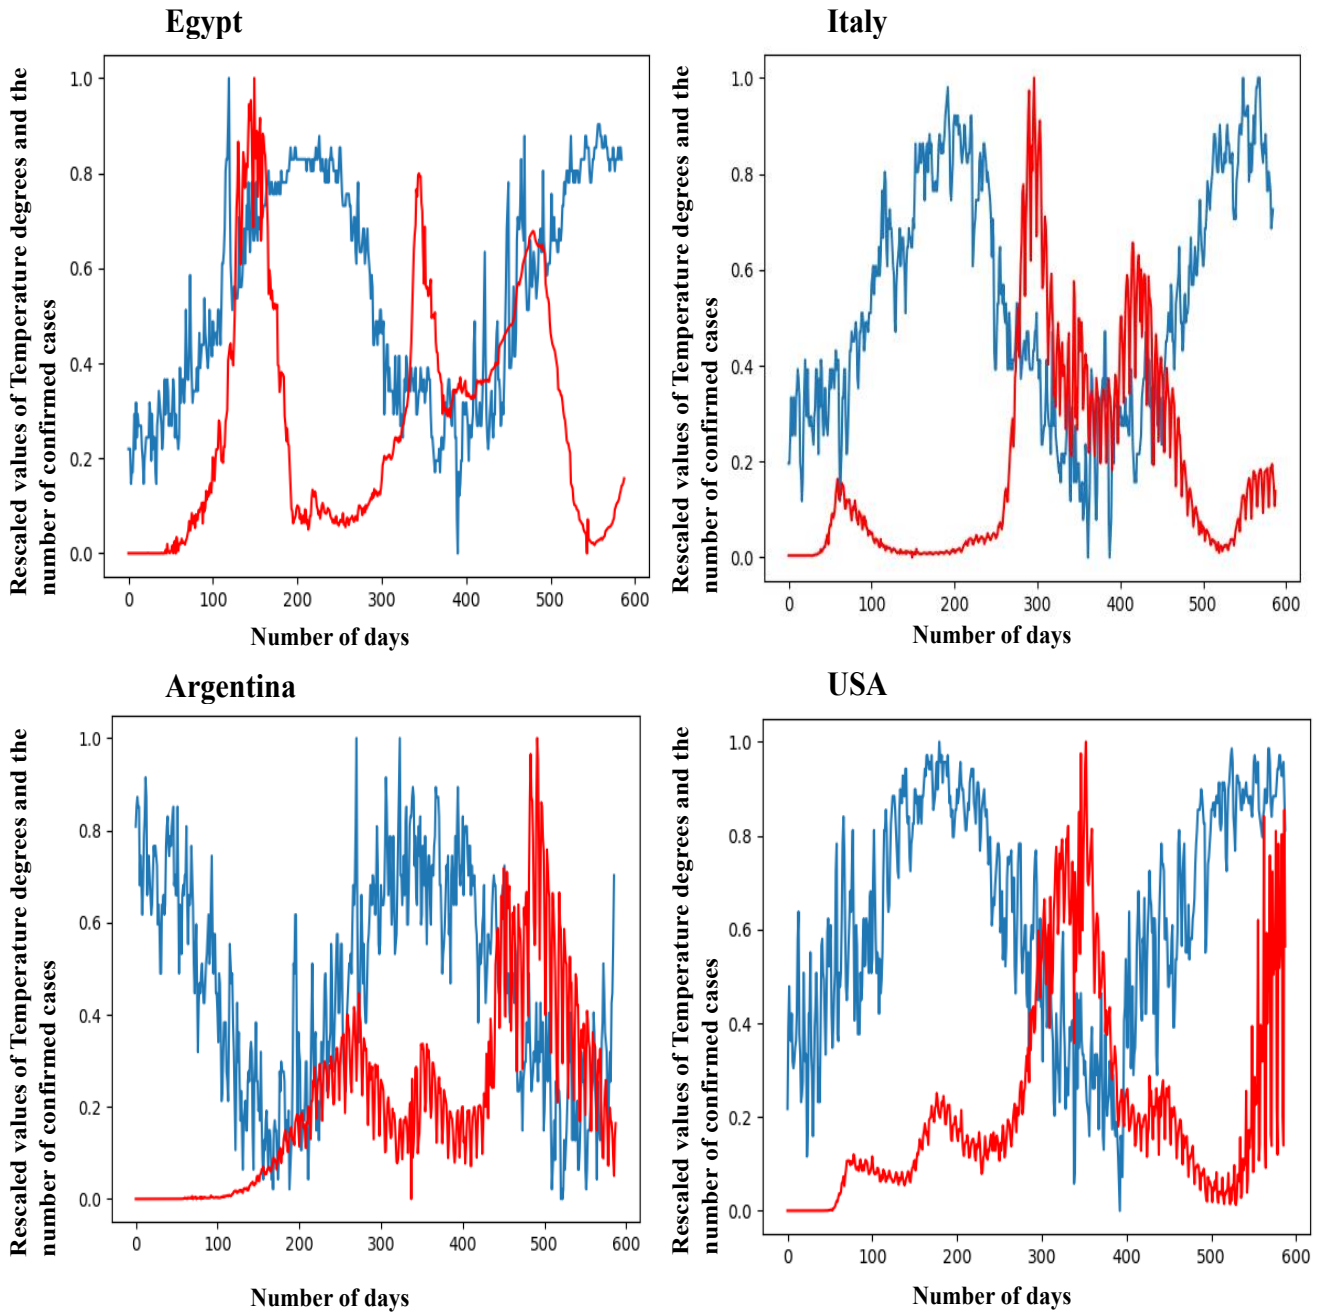 Egypt
Rescaled values of Temperature degrees and the
number of confirmed cases
1.0
0.8
0.6
0.4
0.2
0.0
0 100 200 300 400 500 600
Number of days
Italy
Rescaled values of Temperature degrees and the
number of confirmed cases
1.0
0.8
0.6
0.4
0.2
0.0
0 100 200 300 400 500 600
Number of days
Argentina
Rescaled values of Temperature degrees and the
number of confirmed cases
1.0
0.8
0.6
0.4
0.2
0.0
0 100 200 300 400 500 600
Number of days
USA
Rescaled values of Temperature degrees and the
number of confirmed cases
1.0
0.8
0.6
0.4
0.2
0.0
0 100 200 300 400 500 600
Number of days